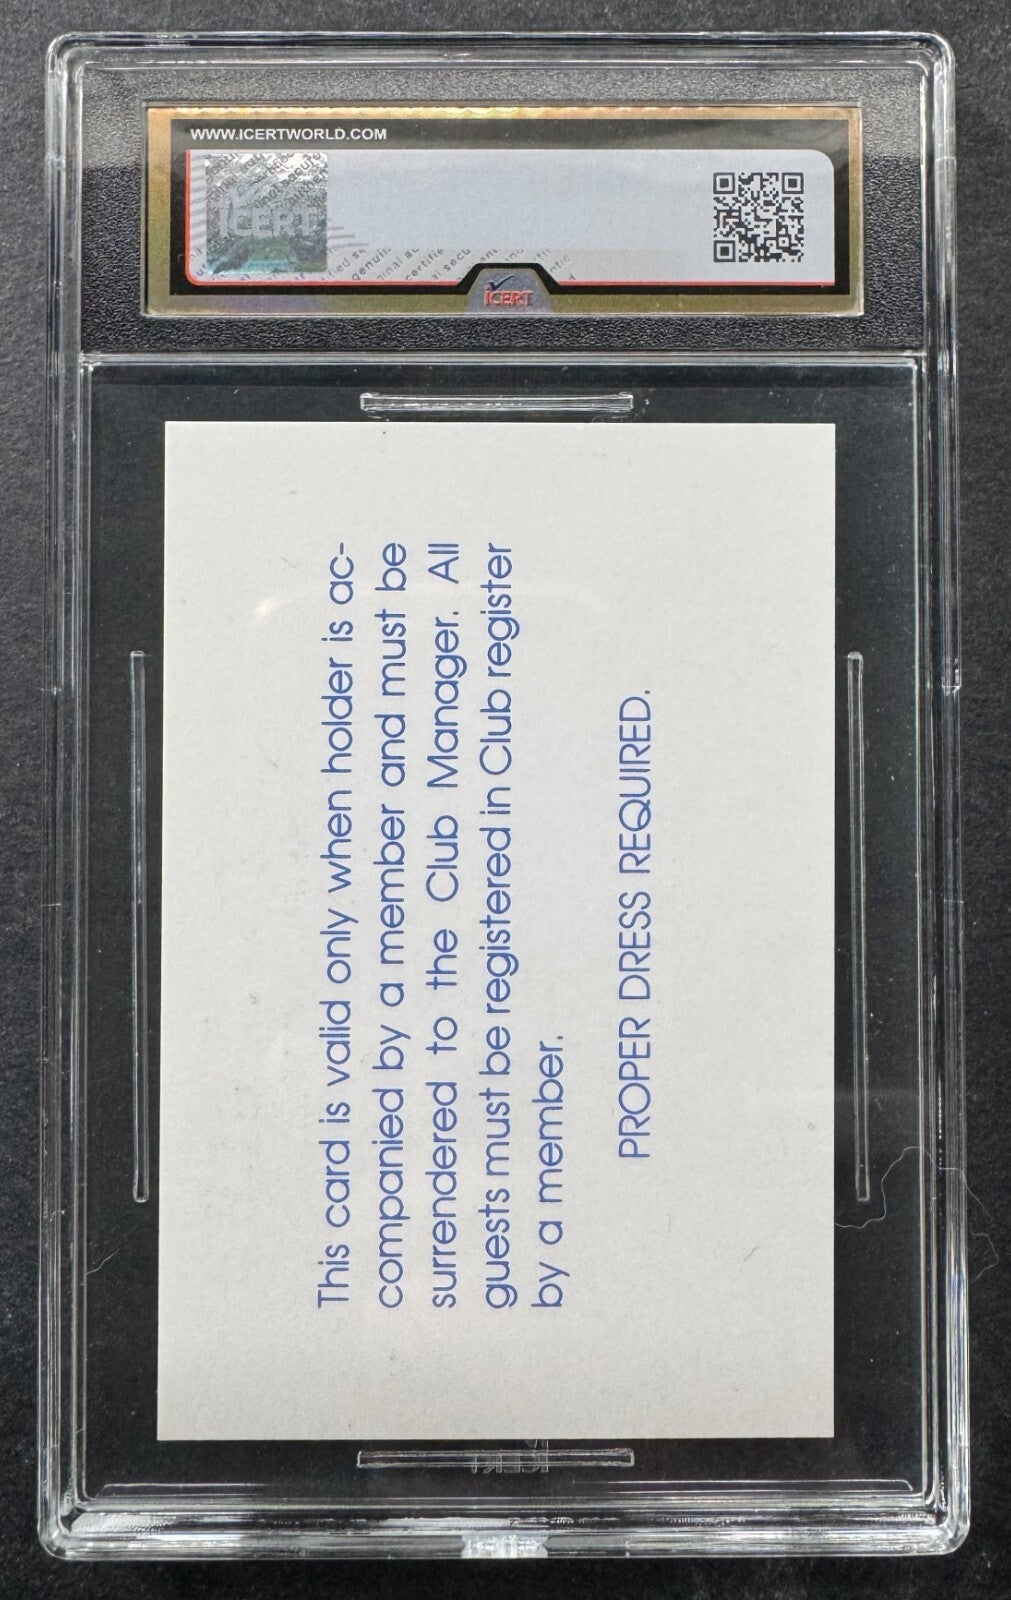 WWW.ICERTWORLD.COM
ICERT
ICERT
This card is valid only when holder is ac-
companied by a member and must be
surrendered to the Club Manager. All
guests must be registered in Club register
by a member.
PROPER DRESS REQUIRED.